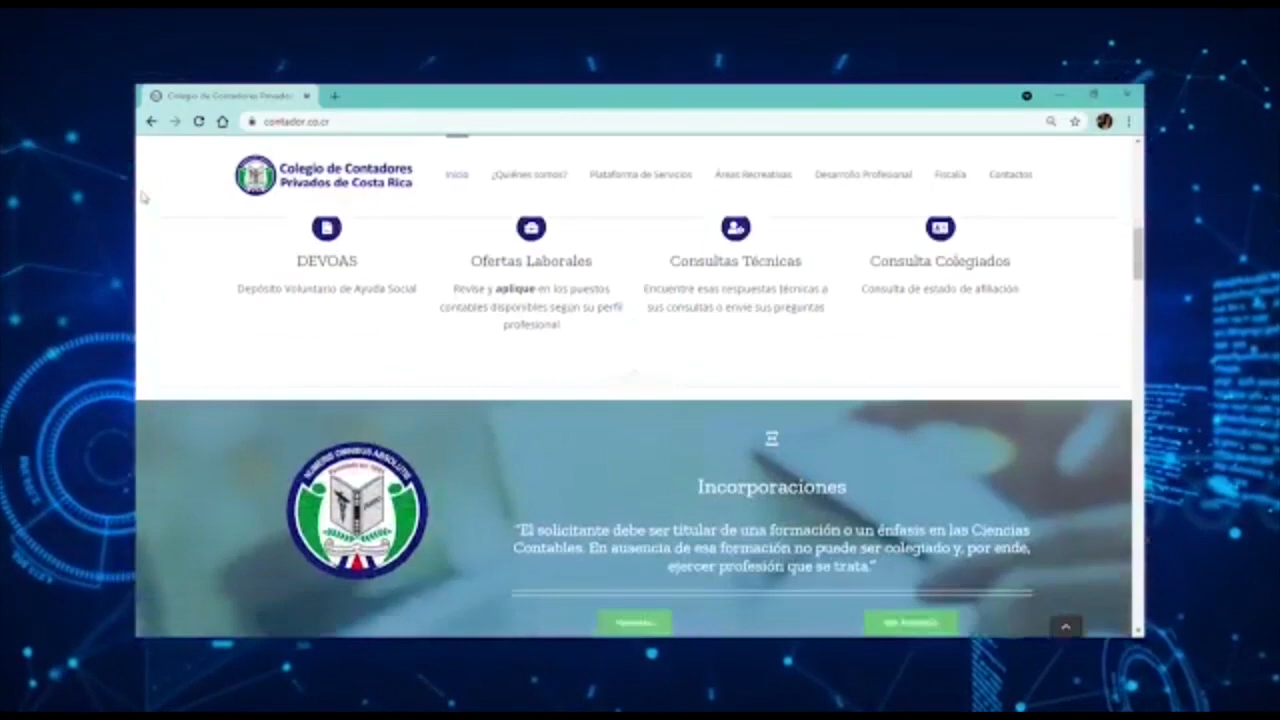 Colegio de Contadores Privados
contador.co.cr
Colegio de Contadores
Privados de Costa Rica
Inicio
¿Quiénes somos?
Plataforma de Servicios
Áreas Recreativas
Desarrollo Profesional
Fiscalía
Contactos
DEVOAS
Depósito Voluntario de Ayuda Social
Ofertas Laborales
Revise y aplique en los puestos
contables disponibles según su perfil
profesional
Consultas Técnicas
Encuentre esas respuestas técnicas a
sus consultas o envíe sus preguntas
Consulta Colegiados
Consulta de estado de afiliación
NUMERIS OMNIBUS ABSOLUTIS
Incorporaciones
"El solicitante debe ser titular de una formación o un énfasis en las Ciencias
Contables. En ausencia de esa formación no puede ser colegiado y, por ende,
ejercer profesión que se trata."